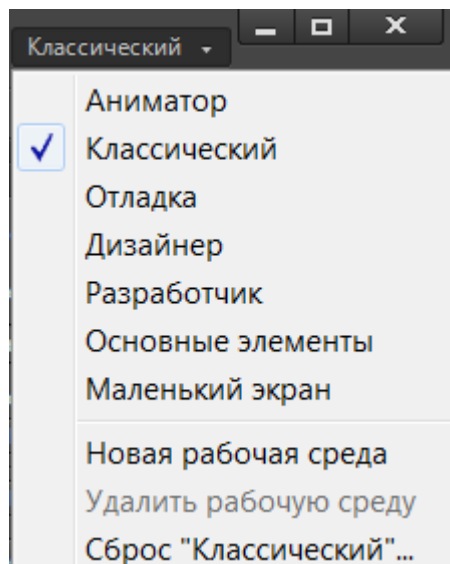 Классический
Аниматор
Классический
Отладка
Дизайнер
Разработчик
Основные элементы
Маленький экран
Новая рабочая среда
Удалить рабочую среду
Сброс "Классический"...